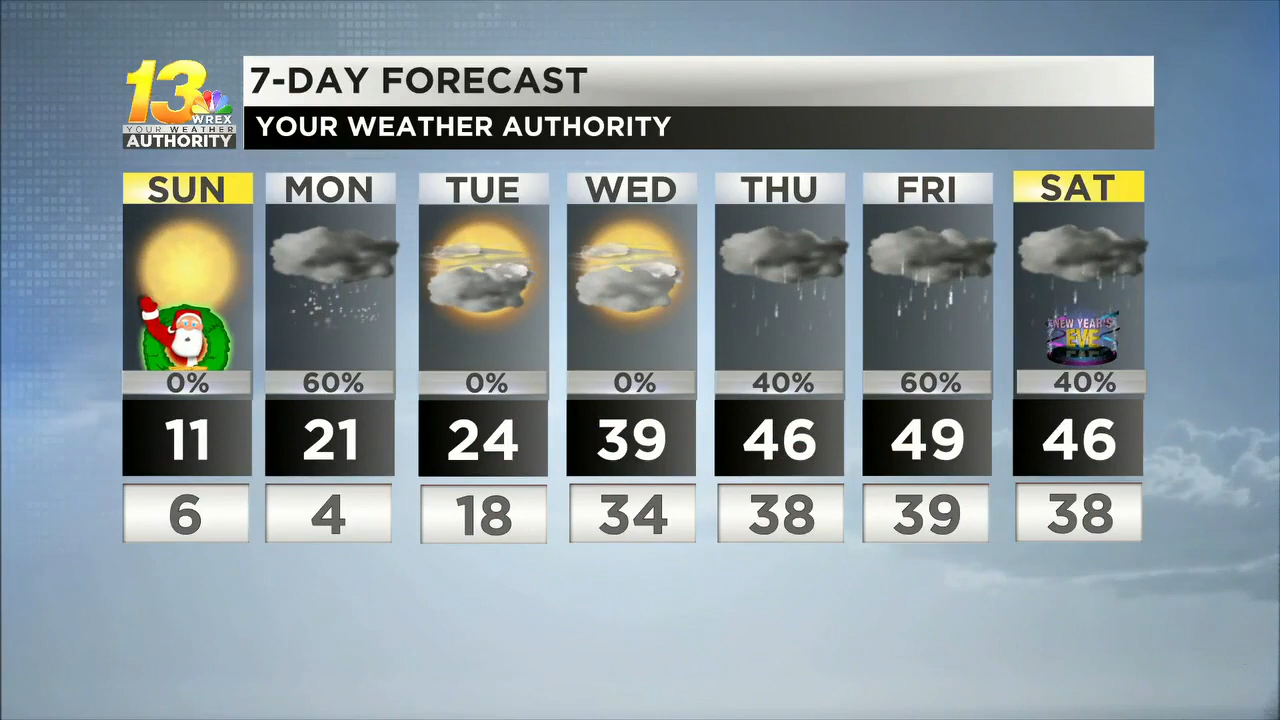 13
WREX
YOUR WEATHER
AUTHORITY
7-DAY FORECAST
YOUR WEATHER AUTHORITY
SUN MON TUE WED THU FRI SAT
NEW YEAR'S
EVE
0% 60% 0% 0% 40% 60% 40%
11 21 24 39 46 49 46
6 4 18 34 38 39 38